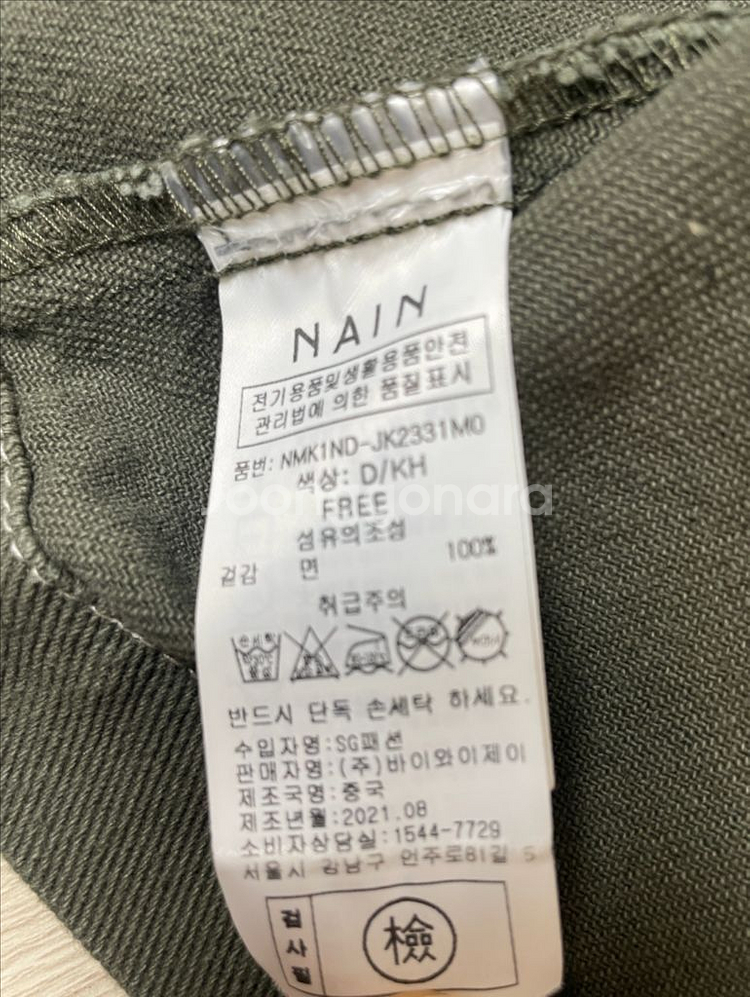 NAIN
전기용품및생활용품안전
관리법에 의한 품질표시
품번: NMK1ND-JK2331M0
색상: D/KH
FREE
섬유의조성
겉감 면 100%
취급주의
손세탁
반드시 단독 손세탁 하세요.
수입자명:SG패션
판매자명:(주)바이와이제이
제조국명:중국
제조년월:2021.08
소비자상담실:1544-7729
서울시 강남구 언주로81길 5
검사필
檢
Joongonara